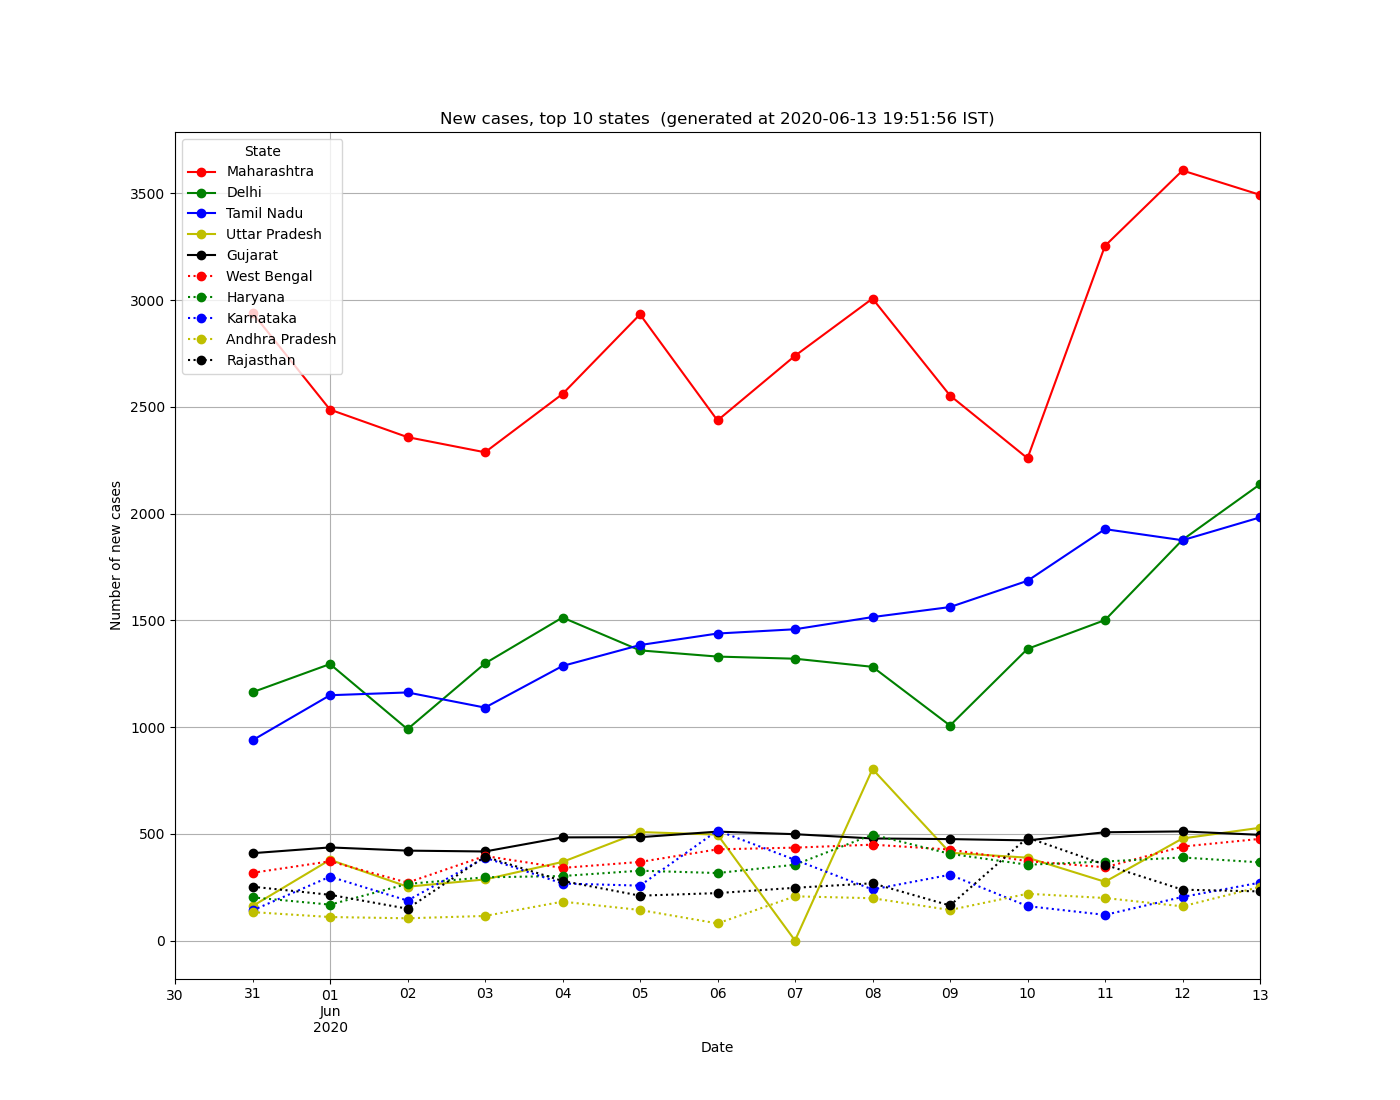 New cases, top 10 states  (generated at 2020-06-13 19:51:56 IST)
State
Maharashtra
Delhi
Tamil Nadu
Uttar Pradesh
Gujarat
West Bengal
Haryana
Karnataka
Andhra Pradesh
Rajasthan
3500
3000
2500
2000
1500
1000
500
0
Number of new cases
30 31 01 02 03 04 05 06 07 08 09 10 11 12 13
Jun
2020
Date